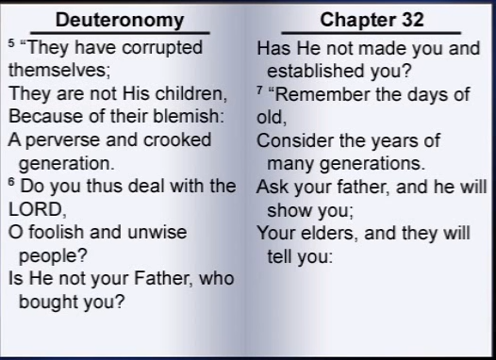 Deuteronomy
⁵ “They have corrupted
themselves;
They are not His children,
Because of their blemish:
A perverse and crooked
generation.
⁶ Do you thus deal with the
LORD,
O foolish and unwise
people?
Is He not your Father, who
bought you?
Chapter 32
Has He not made you and
established you?
⁷ “Remember the days of
old,
Consider the years of
many generations.
Ask your father, and he will
show you;
Your elders, and they will
tell you: